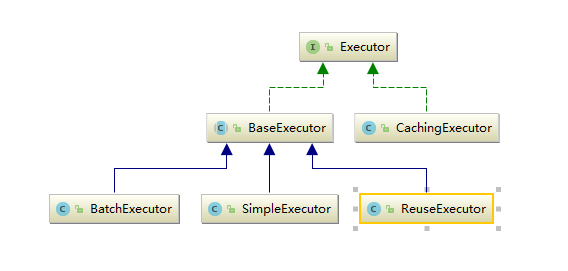 I Executor
C BaseExecutor
C CachingExecutor
C BatchExecutor
C SimpleExecutor
C ReuseExecutor